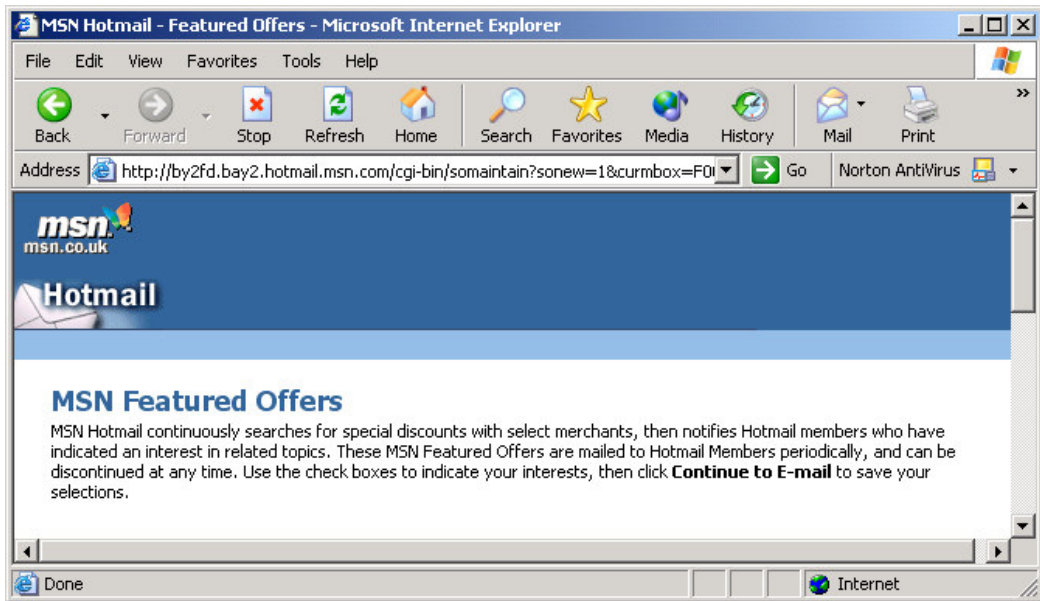 MSN Hotmail - Featured Offers - Microsoft Internet Explorer
File Edit View Favorites Tools Help
Back Forward Stop Refresh Home Search Favorites Media History Mail Print »
Address http://by2fd.bay2.hotmail.msn.com/cgi-bin/somaintain?sonew=1&curmbox=F0 Go Norton AntiVirus
msn
msn.co.uk
Hotmail
MSN Featured Offers
MSN Hotmail continuously searches for special discounts with select merchants, then notifies Hotmail members who have
indicated an interest in related topics. These MSN Featured Offers are mailed to Hotmail Members periodically, and can be
discontinued at any time. Use the check boxes to indicate your interests, then click Continue to E-mail to save your
selections.
Done Internet